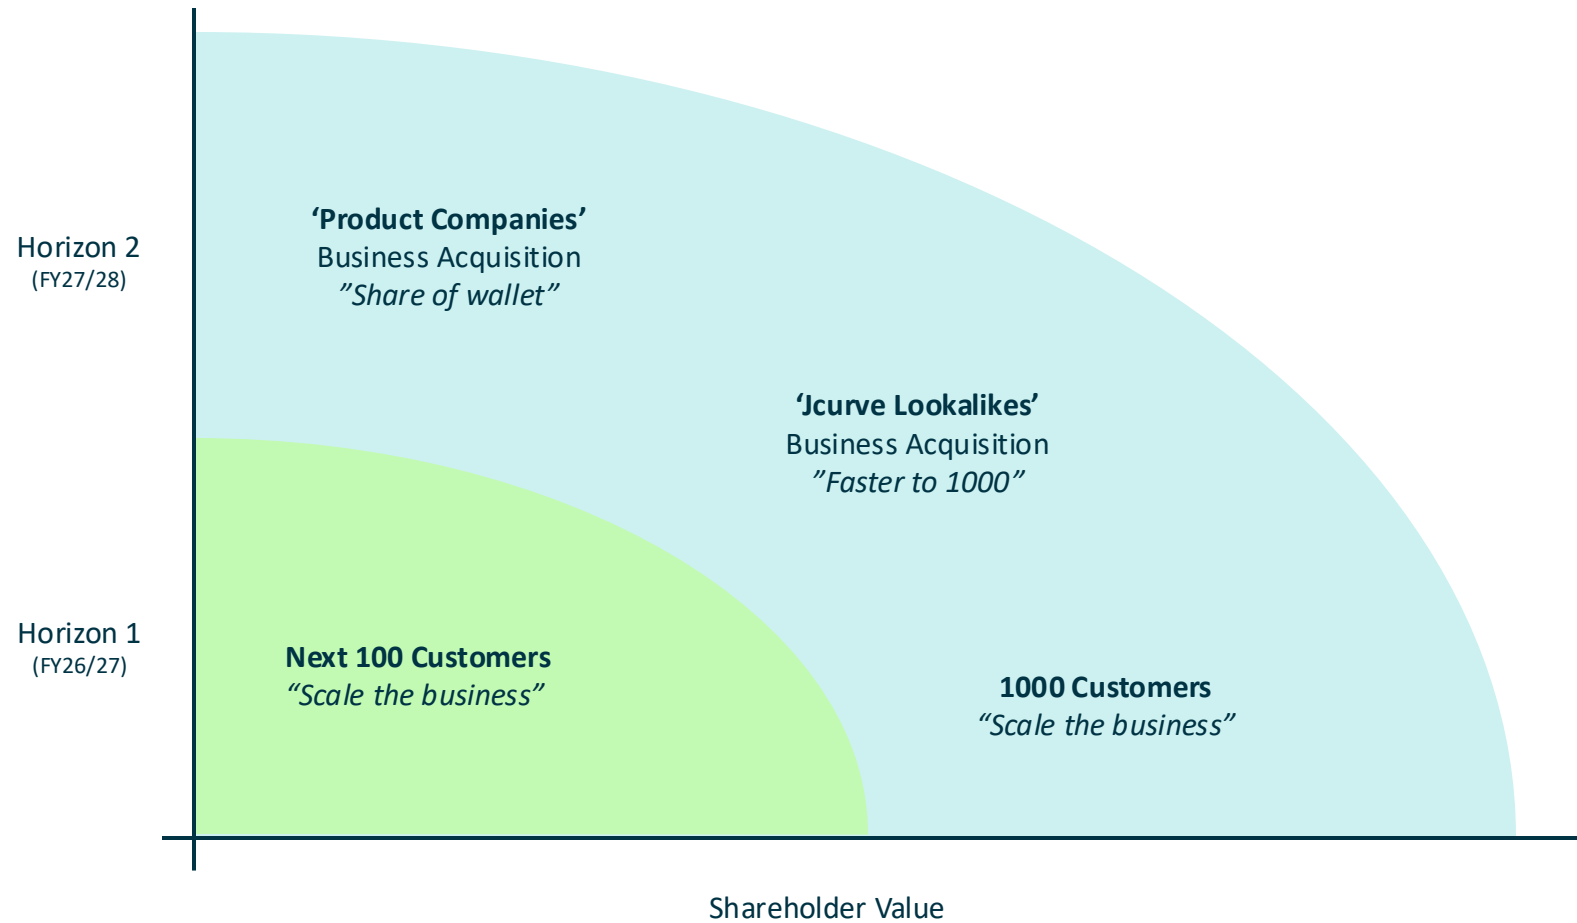 ‘Product Companies’
Business Acquisition
”Share of wallet”
Horizon 2
(FY27/28)
‘Jcurve Lookalikes’
Business Acquisition
”Faster to 1000”
Horizon 1
(FY26/27)
Next 100 Customers
“Scale the business”
1000 Customers
“Scale the business”
Shareholder Value